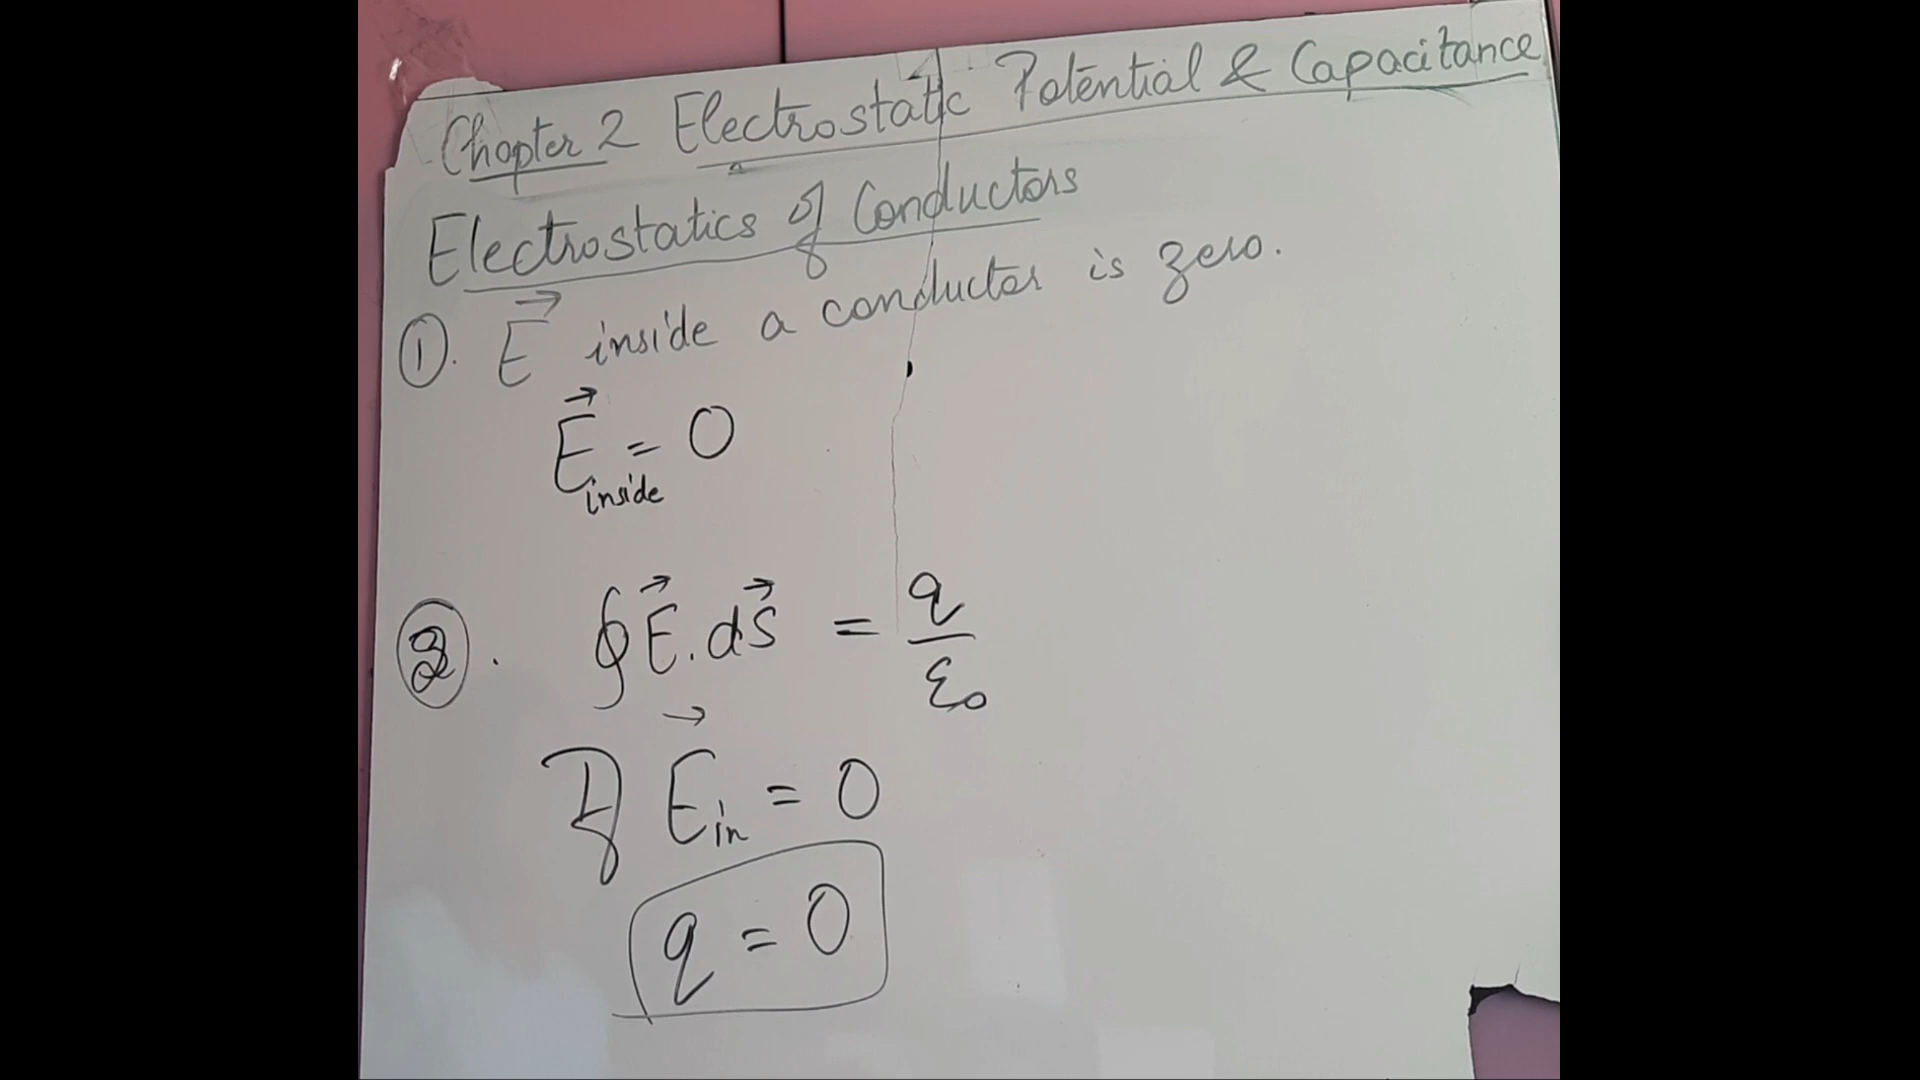 Chapter 2 Electrostatic Potential & Capacitance
Electrostatics of Conductors
①. E⃗ inside a conductor is zero.
E⃗inside = 0
②. ∮E⃗.dS⃗ = q/ε₀
If E⃗in = 0
q = 0